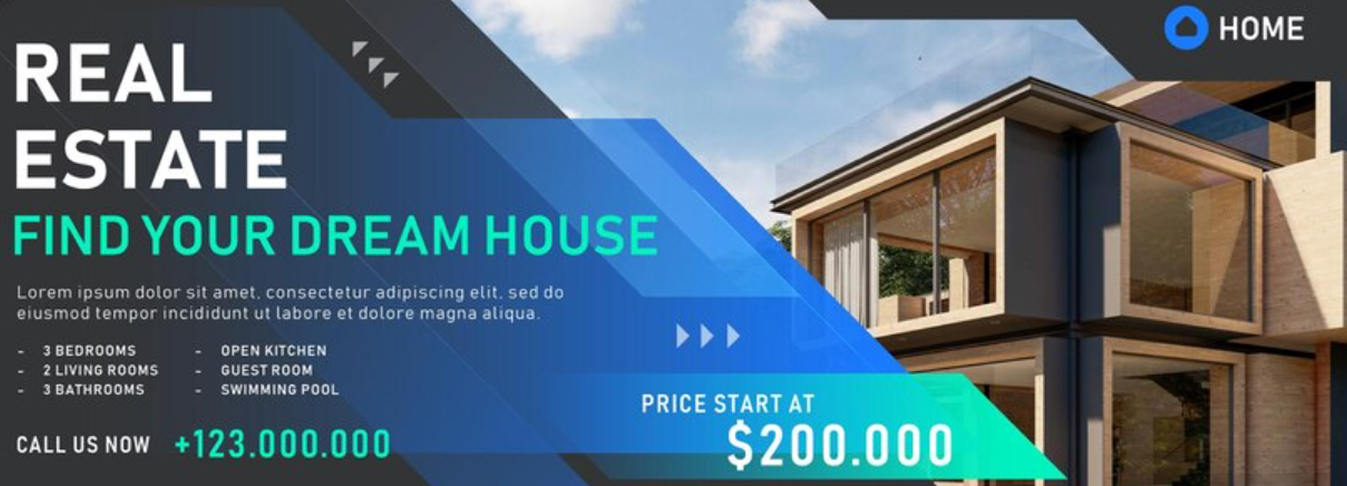 REAL
ESTATE
FIND YOUR DREAM HOUSE
Lorem ipsum dolor sit amet, consectetur adipiscing elit, sed do
eiusmod tempor incididunt ut labore et dolore magna aliqua.
- 3 BEDROOMS
- 2 LIVING ROOMS
- 3 BATHROOMS
- OPEN KITCHEN
- GUEST ROOM
- SWIMMING POOL
CALL US NOW +123.000.000
PRICE START AT
$200.000
HOME